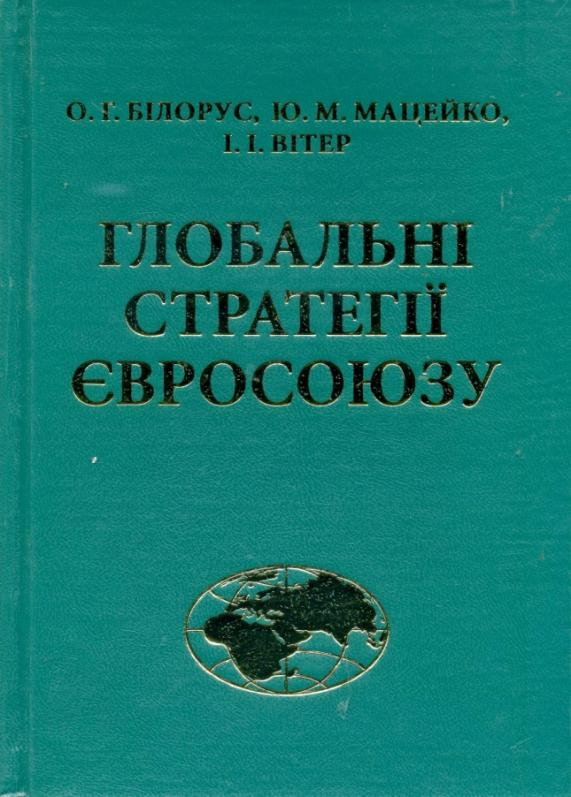 О. Г. БІЛОРУС, Ю. М. МАЦЕЙКО,
І. І. ВІТЕР
ГЛОБАЛЬНІ
СТРАТЕГІЇ
ЄВРОСОЮЗУ